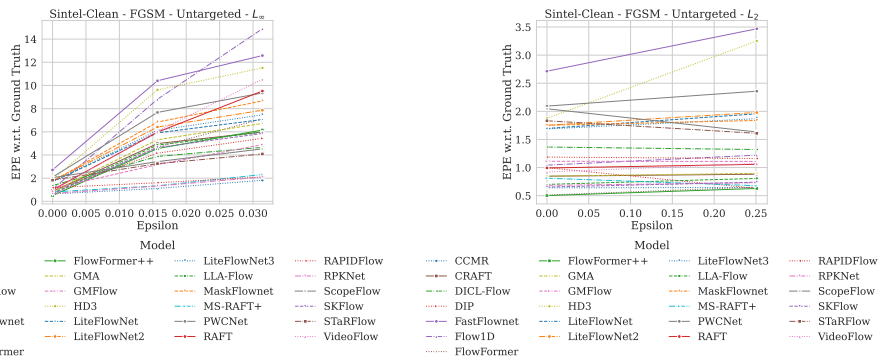 Sintel-Clean - FGSM - Untargeted - L∞
EPE w.r.t. Ground Truth
14
12
10
8
6
4
2
0
0.000 0.005 0.010 0.015 0.020 0.025 0.030
Epsilon
Model
FlowFormer++ LiteFlowNet3 RAPIDFlow
GMA LLA-Flow RPKNet
low GMFlow MaskFlownet ScopeFlow
HD3 MS-RAFT+ SKFlow
wnet LiteFlowNet PWCNet STaRFlow
LiteFlowNet2 RAFT VideoFlow
rmer
Sintel-Clean - FGSM - Untargeted - L₂
EPE w.r.t. Ground Truth
3.5
3.0
2.5
2.0
1.5
1.0
0.5
0.00 0.05 0.10 0.15 0.20 0.25
Epsilon
Model
CCMR FlowFormer++ LiteFlowNet3 RAPIDFlow
CRAFT GMA LLA-Flow RPKNet
DICL-Flow GMFlow MaskFlownet ScopeFlow
DIP HD3 MS-RAFT+ SKFlow
FastFlownet LiteFlowNet PWCNet STaRFlow
Flow1D LiteFlowNet2 RAFT VideoFlow
FlowFormer